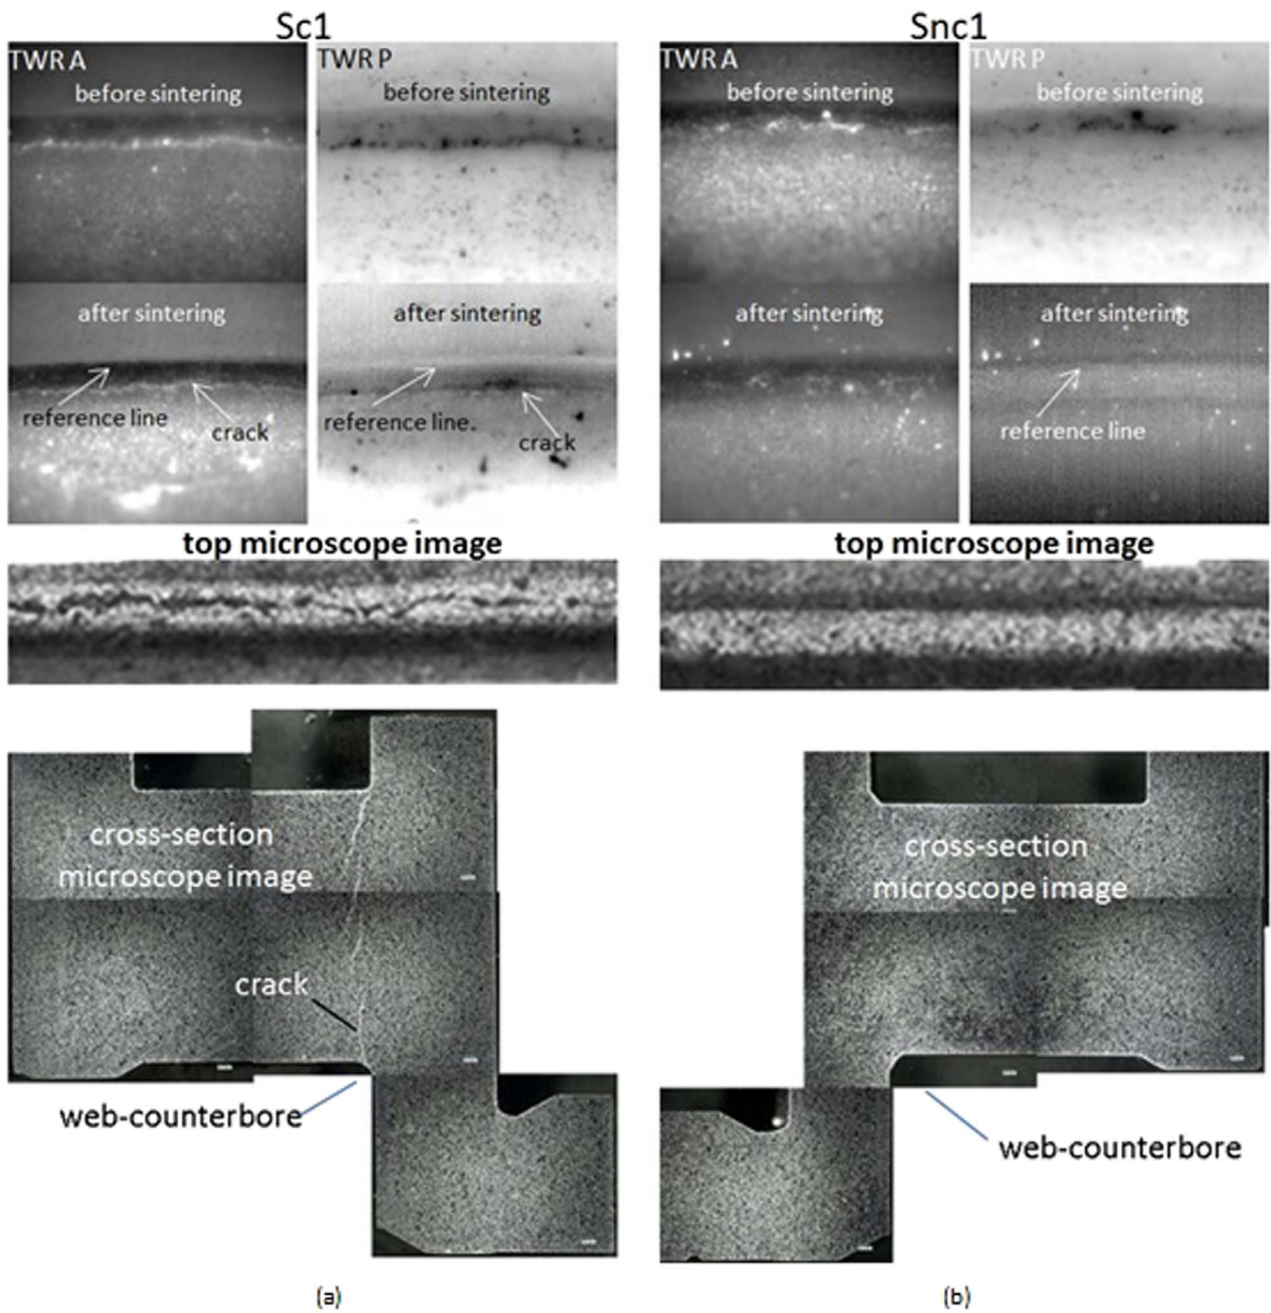 Sc1
TWR A
before sintering
TWR P
before sintering
after sintering
reference line
crack
after sintering
reference line.
crack
top microscope image
cross-section
microscope image
crack
web-counterbore
(a)
Snc1
TWR A
before sintering
TWR P
before sintering
after sintering
after sintering
reference line
top microscope image
cross-section
microscope image
web-counterbore
(b)